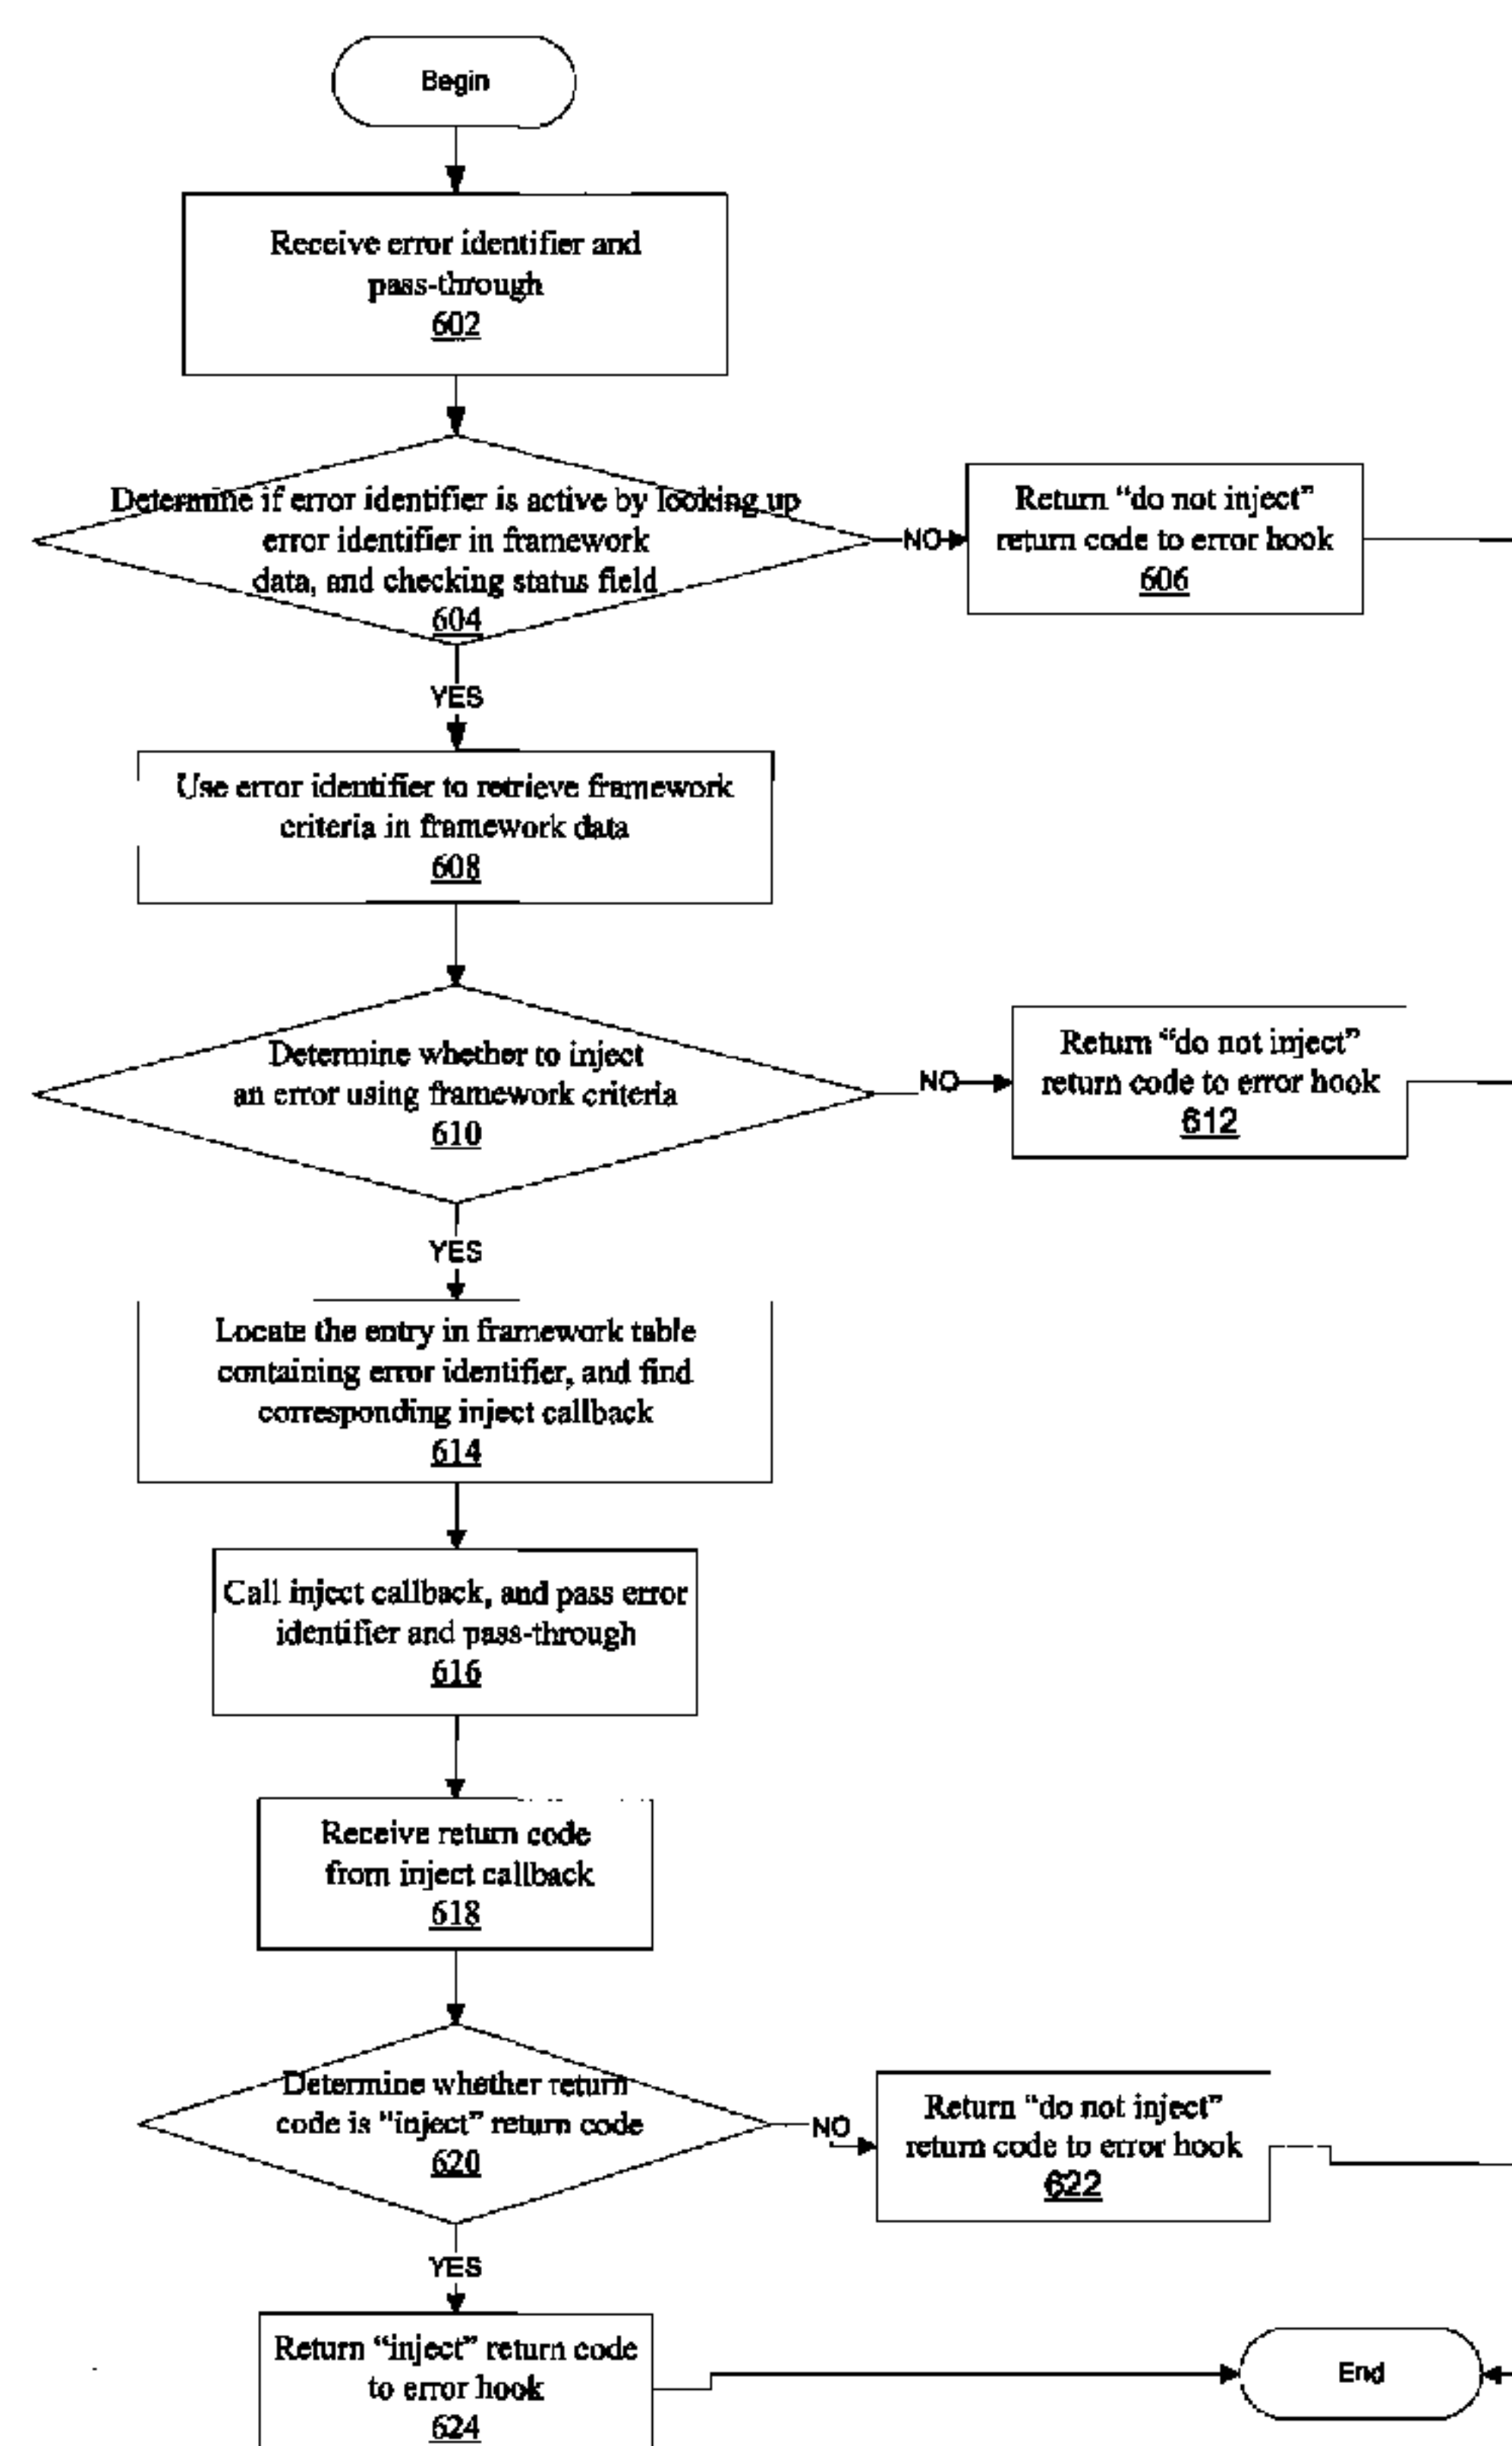 Begin
Receive error identifier and
pass-through
602
Determine if error identifier is active by looking up
error identifier in framework
data, and checking status field
604
NO
Return “do not inject”
return code to error hook
606
YES
Use error identifier to retrieve framework
criteria in framework data
608
Determine whether to inject
an error using framework criteria
610
NO
Return “do not inject”
return code to error hook
612
YES
Locate the entry in framework table
containing error identifier, and find
corresponding inject callback
614
Call inject callback, and pass error
identifier and pass-through
616
Receive return code
from inject callback
618
Determine whether return
code is "inject" return code
620
NO
Return “do not inject”
return code to error hook
622
YES
Return “inject” return code
to error hook
624
End